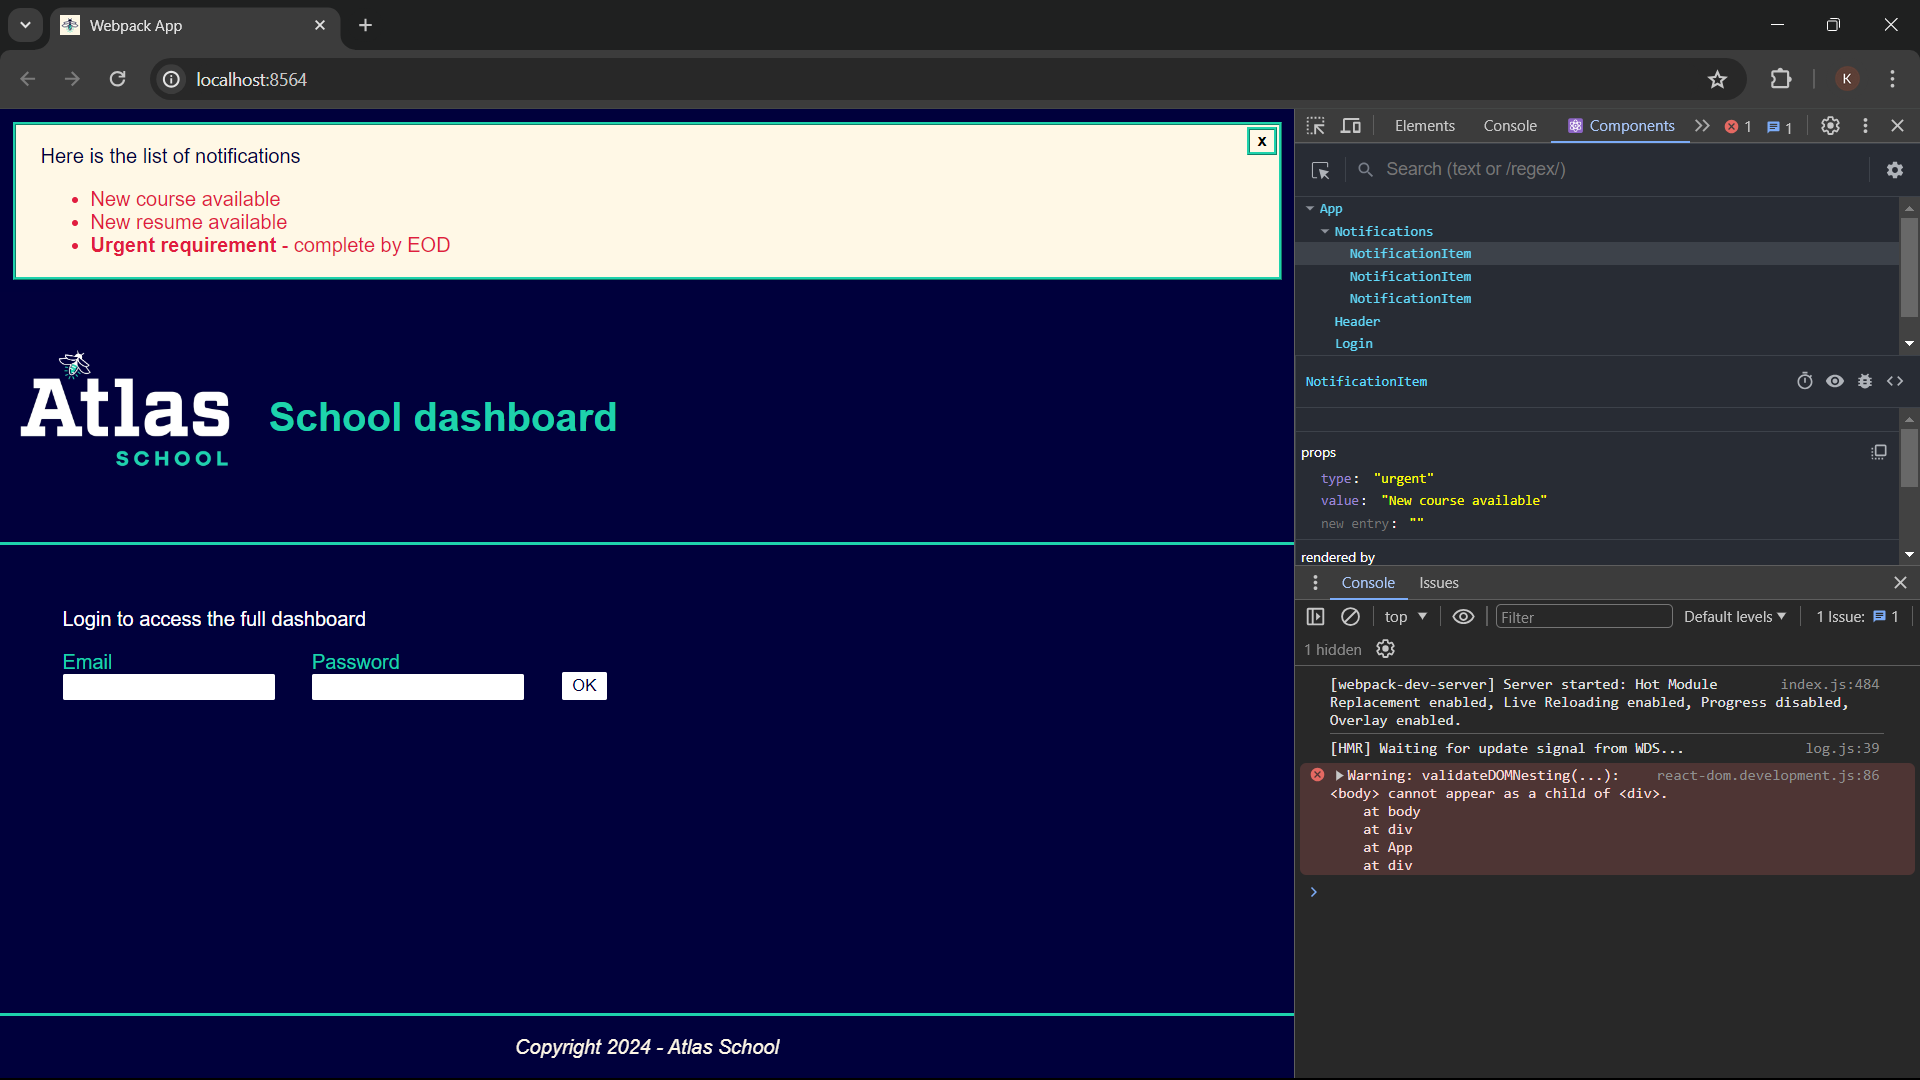 Webpack App
localhost:8564
K
Here is the list of notifications
x
New course available
New resume available
Urgent requirement - complete by EOD
Atlas
SCHOOL
School dashboard
Login to access the full dashboard
Email
Password
OK
Copyright 2024 - Atlas School
Elements Console Components 1 1
Search (text or /regex/)
App
Notifications
NotificationItem
NotificationItem
NotificationItem
Header
Login
NotificationItem
props
type: "urgent"
value: "New course available"
new entry: ""
rendered by
Console Issues
top Filter Default levels 1 Issue: 1
1 hidden
[webpack-dev-server] Server started: Hot Module index.js:484
Replacement enabled, Live Reloading enabled, Progress disabled,
Overlay enabled.
[HMR] Waiting for update signal from WDS... log.js:39
Warning: validateDOMNesting(...): react-dom.development.js:86
<body> cannot appear as a child of <div>.
at body
at div
at App
at div